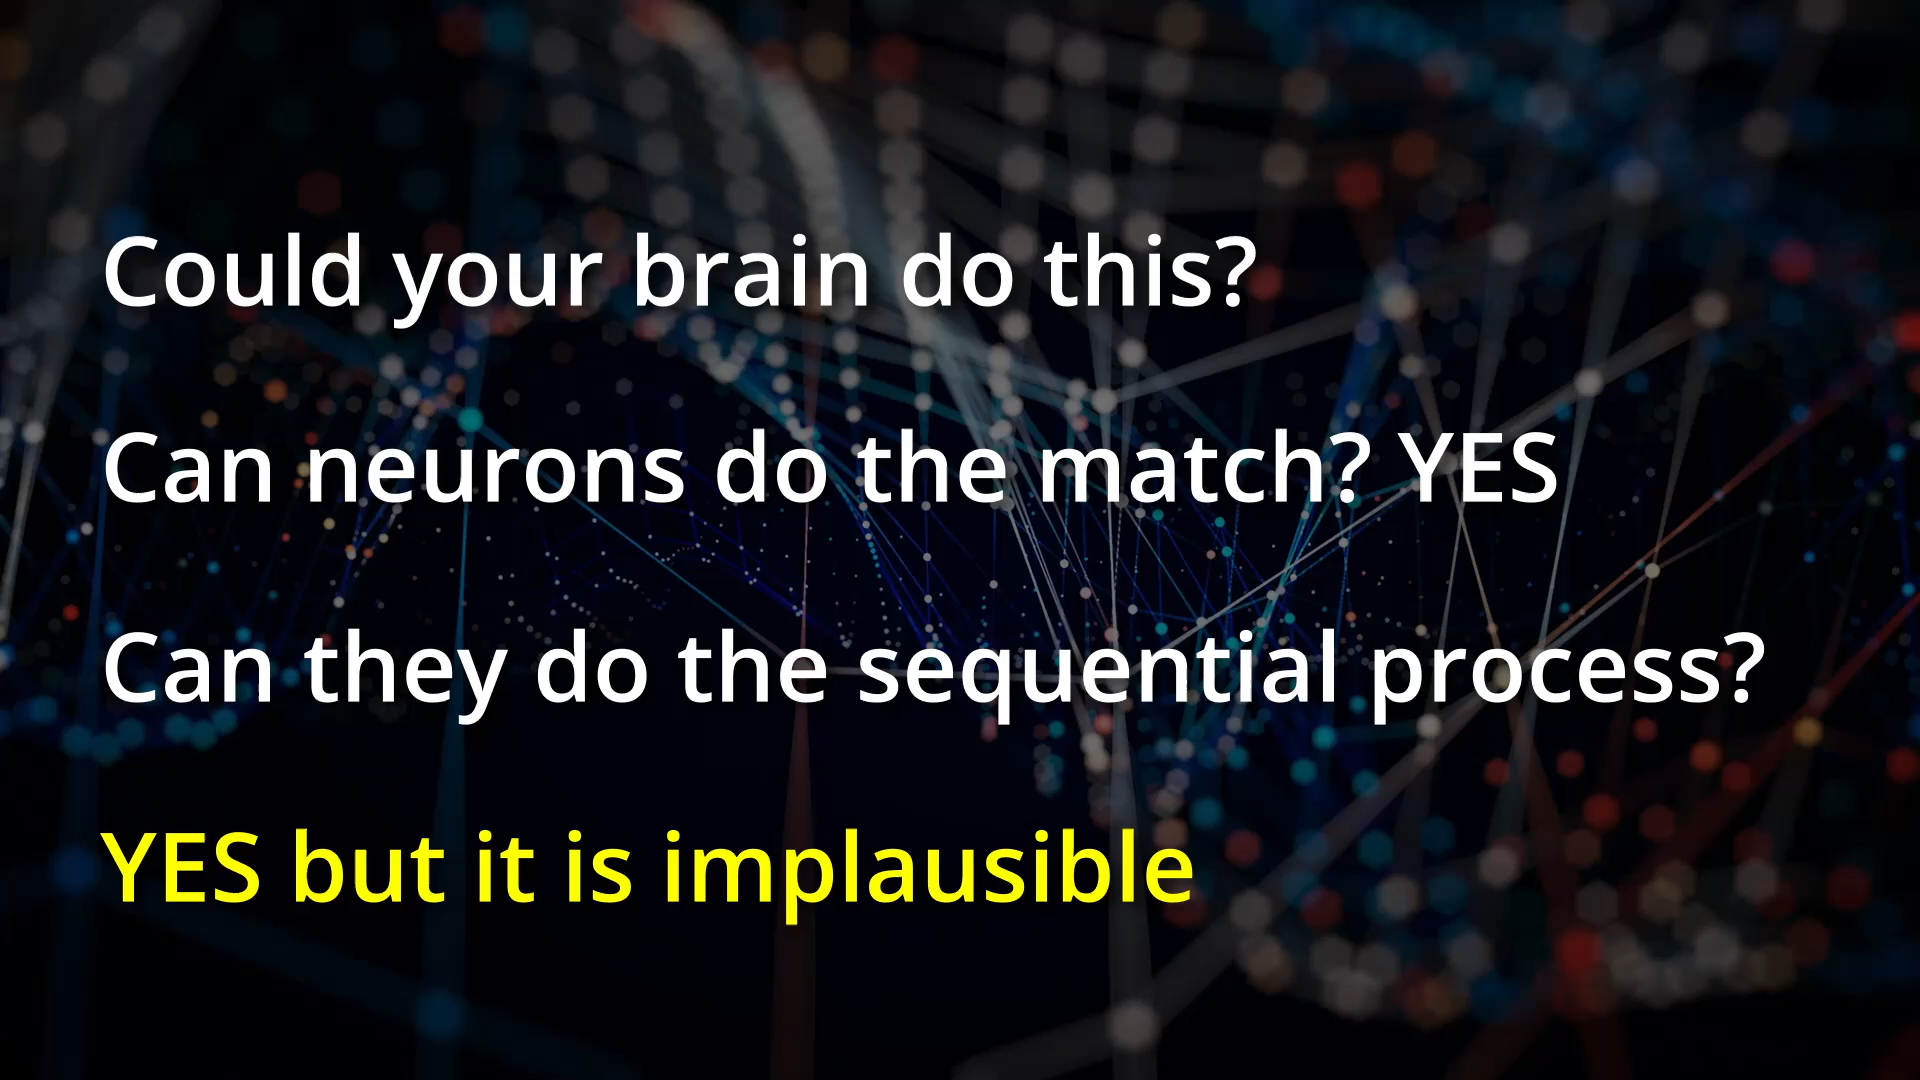 Could your brain do this?
Can neurons do the match? YES
Can they do the sequential process?
YES but it is implausible